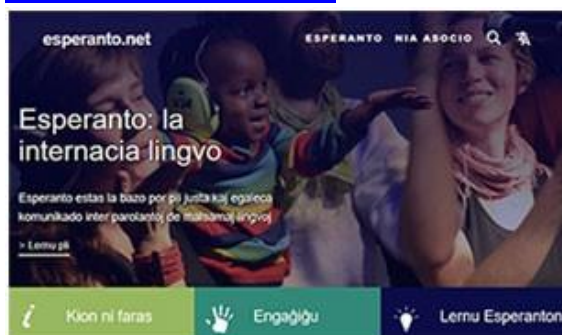 esperanto.net
ESPERANTO NIA ASOCIO
Esperanto: la
internacia lingvo
Esperanto estas la bazo por pli justa kaj egaleca
komunikado inter parolantoj de malsamaj lingvoj
> Lernu pli
i Kion ni faras
Engaĝiĝu
Lernu Esperanton